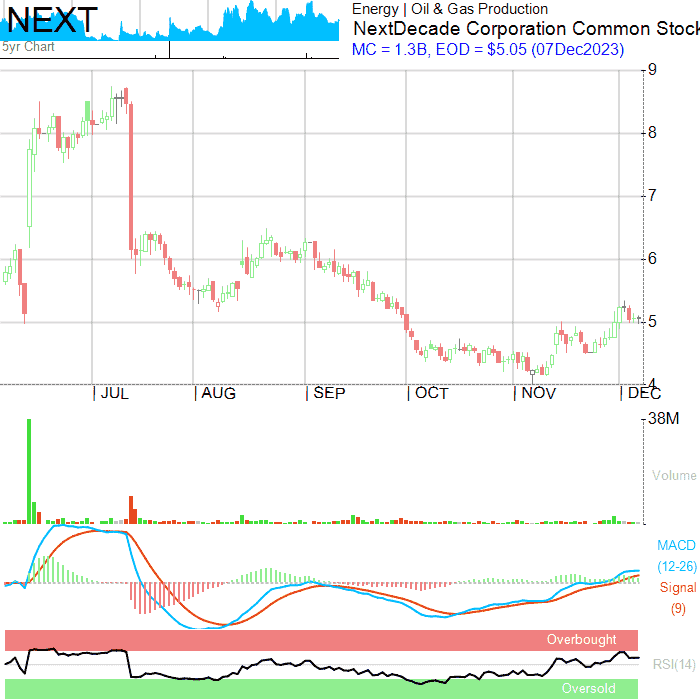 NEXT
5yr Chart
Energy | Oil & Gas Production
NextDecade Corporation Common Stock
MC = 1.3B, EOD = $5.05 (07Dec2023)
9
8
7
6
5
4
JUL AUG SEP OCT NOV DEC
38M
Volume
MACD
(12-26)
Signal
(9)
Overbought
RSI(14)
Oversold